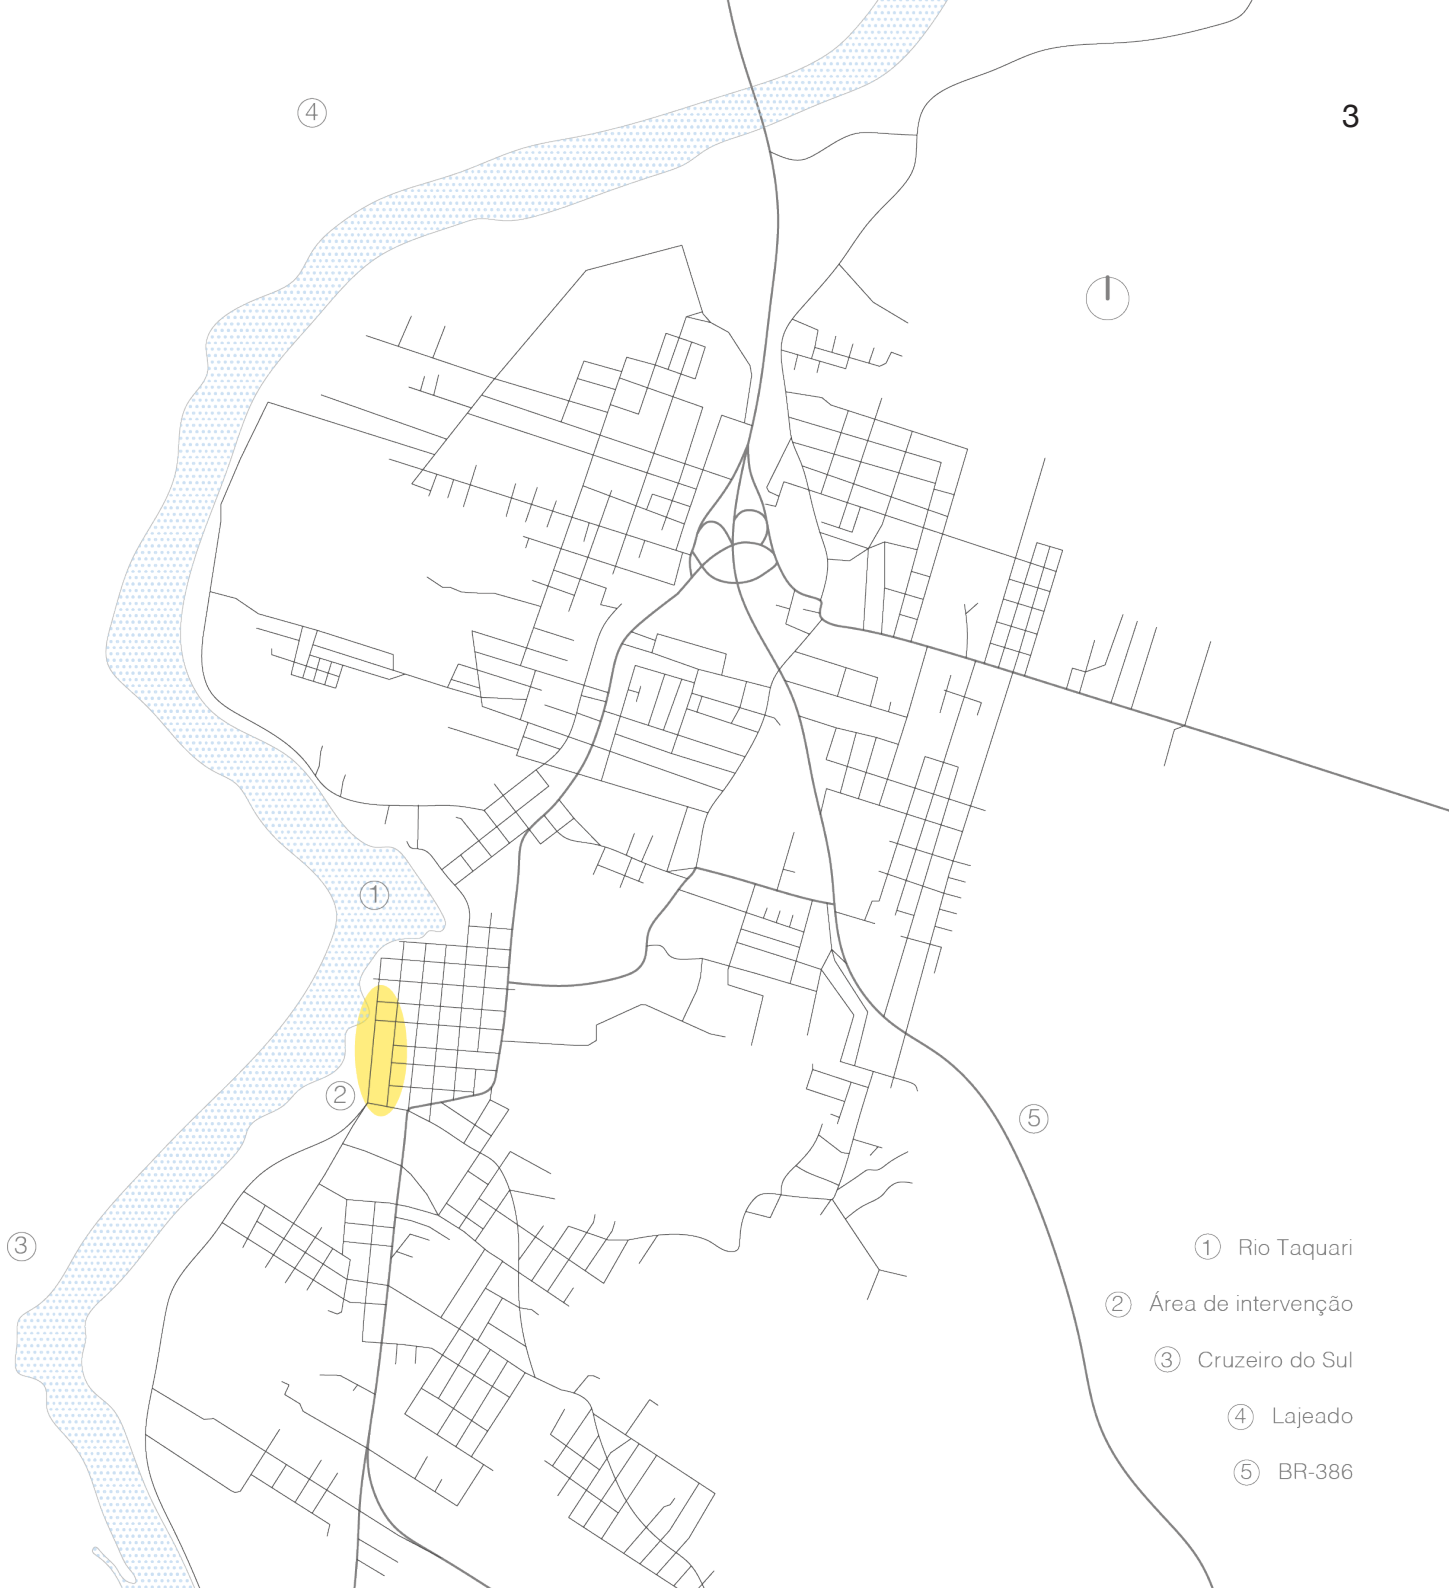 ④
3
①
②
⑤
③
① Rio Taquari
② Área de intervenção
③ Cruzeiro do Sul
④ Lajeado
⑤ BR-386